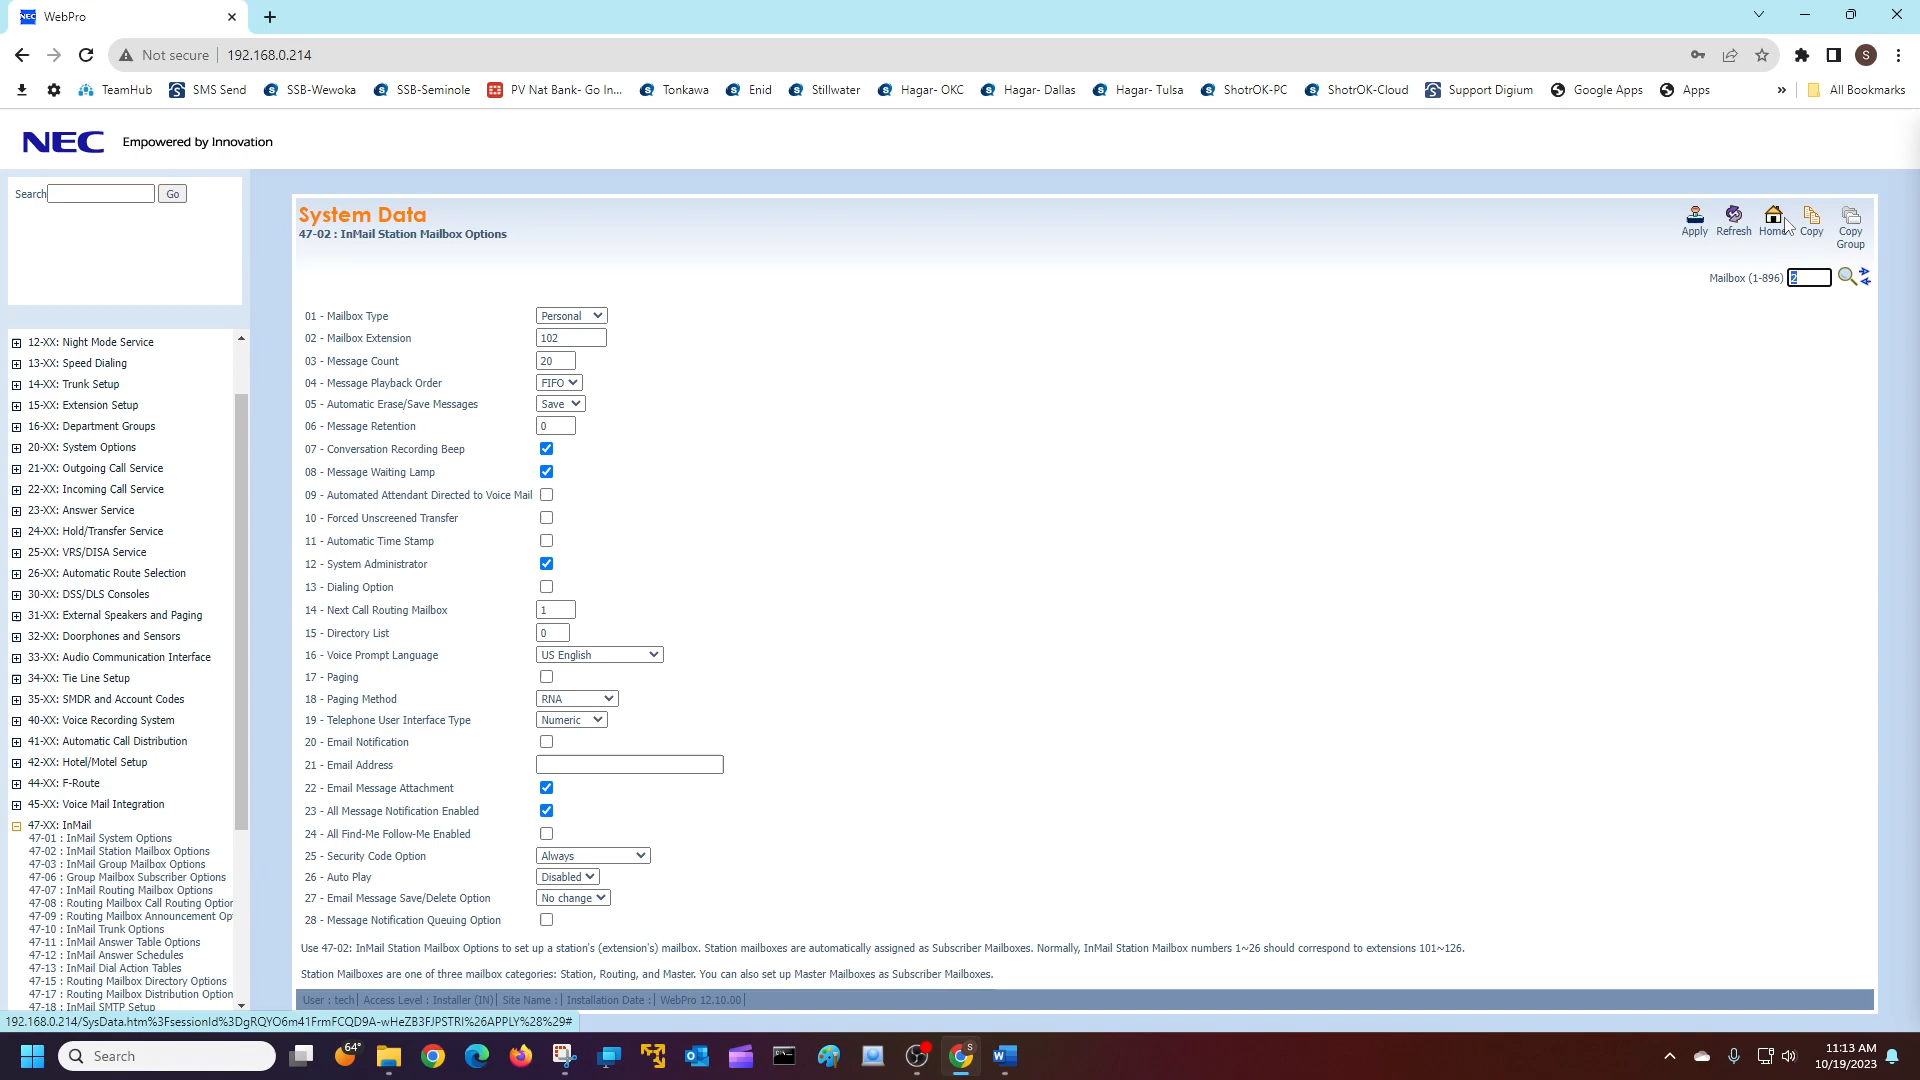 WebPro
Not secure 192.168.0.214
TeamHub SMS Send SSB-Wewoka SSB-Seminole PV Nat Bank- Go In... Tonkawa Enid Stillwater Hagar- OKC Hagar- Dallas Hagar- Tulsa ShotrOK-PC ShotrOK-Cloud Support Digium Google Apps Apps » All Bookmarks
NEC Empowered by Innovation
Search Go
System Data
47-02 : InMail Station Mailbox Options
Apply Refresh Home Copy Copy Group
Mailbox (1-896) 2
01 - Mailbox Type Personal
02 - Mailbox Extension 102
03 - Message Count 20
04 - Message Playback Order FIFO
05 - Automatic Erase/Save Messages Save
06 - Message Retention 0
07 - Conversation Recording Beep
08 - Message Waiting Lamp
09 - Automated Attendant Directed to Voice Mail
10 - Forced Unscreened Transfer
11 - Automatic Time Stamp
12 - System Administrator
13 - Dialing Option
14 - Next Call Routing Mailbox 1
15 - Directory List 0
16 - Voice Prompt Language US English
17 - Paging
18 - Paging Method RNA
19 - Telephone User Interface Type Numeric
20 - Email Notification
21 - Email Address
22 - Email Message Attachment
23 - All Message Notification Enabled
24 - All Find-Me Follow-Me Enabled
25 - Security Code Option Always
26 - Auto Play Disabled
27 - Email Message Save/Delete Option No change
28 - Message Notification Queuing Option
Use 47-02: InMail Station Mailbox Options to set up a station's (extension's) mailbox. Station mailboxes are automatically assigned as Subscriber Mailboxes. Normally, InMail Station Mailbox numbers 1~26 should correspond to extensions 101~126.
Station Mailboxes are one of three mailbox categories: Station, Routing, and Master. You can also set up Master Mailboxes as Subscriber Mailboxes.
User : tech| Access Level : Installer (IN)| Site Name : | Installation Date : | WebPro 12.10.00|
12-XX: Night Mode Service
13-XX: Speed Dialing
14-XX: Trunk Setup
15-XX: Extension Setup
16-XX: Department Groups
20-XX: System Options
21-XX: Outgoing Call Service
22-XX: Incoming Call Service
23-XX: Answer Service
24-XX: Hold/Transfer Service
25-XX: VRS/DISA Service
26-XX: Automatic Route Selection
30-XX: DSS/DLS Consoles
31-XX: External Speakers and Paging
32-XX: Doorphones and Sensors
33-XX: Audio Communication Interface
34-XX: Tie Line Setup
35-XX: SMDR and Account Codes
40-XX: Voice Recording System
41-XX: Automatic Call Distribution
42-XX: Hotel/Motel Setup
44-XX: F-Route
45-XX: Voice Mail Integration
47-XX: InMail
47-01 : InMail System Options
47-02 : InMail Station Mailbox Options
47-03 : InMail Group Mailbox Options
47-06 : Group Mailbox Subscriber Options
47-07 : InMail Routing Mailbox Options
47-08 : Routing Mailbox Call Routing Option
47-09 : Routing Mailbox Announcement Op
47-10 : InMail Trunk Options
47-11 : InMail Answer Table Options
47-12 : InMail Answer Schedules
47-13 : InMail Dial Action Tables
47-15 : Routing Mailbox Directory Options
47-17 : Routing Mailbox Distribution Option
47-18 : InMail SMTP Setup
192.168.0.214/SysData.htm%3FsessionId%3DgRQYO6m41FrmFCQD9A-wHeZB3FJPSTRI%26APPLY%28%29#
Search
64°
11:13 AM
10/19/2023